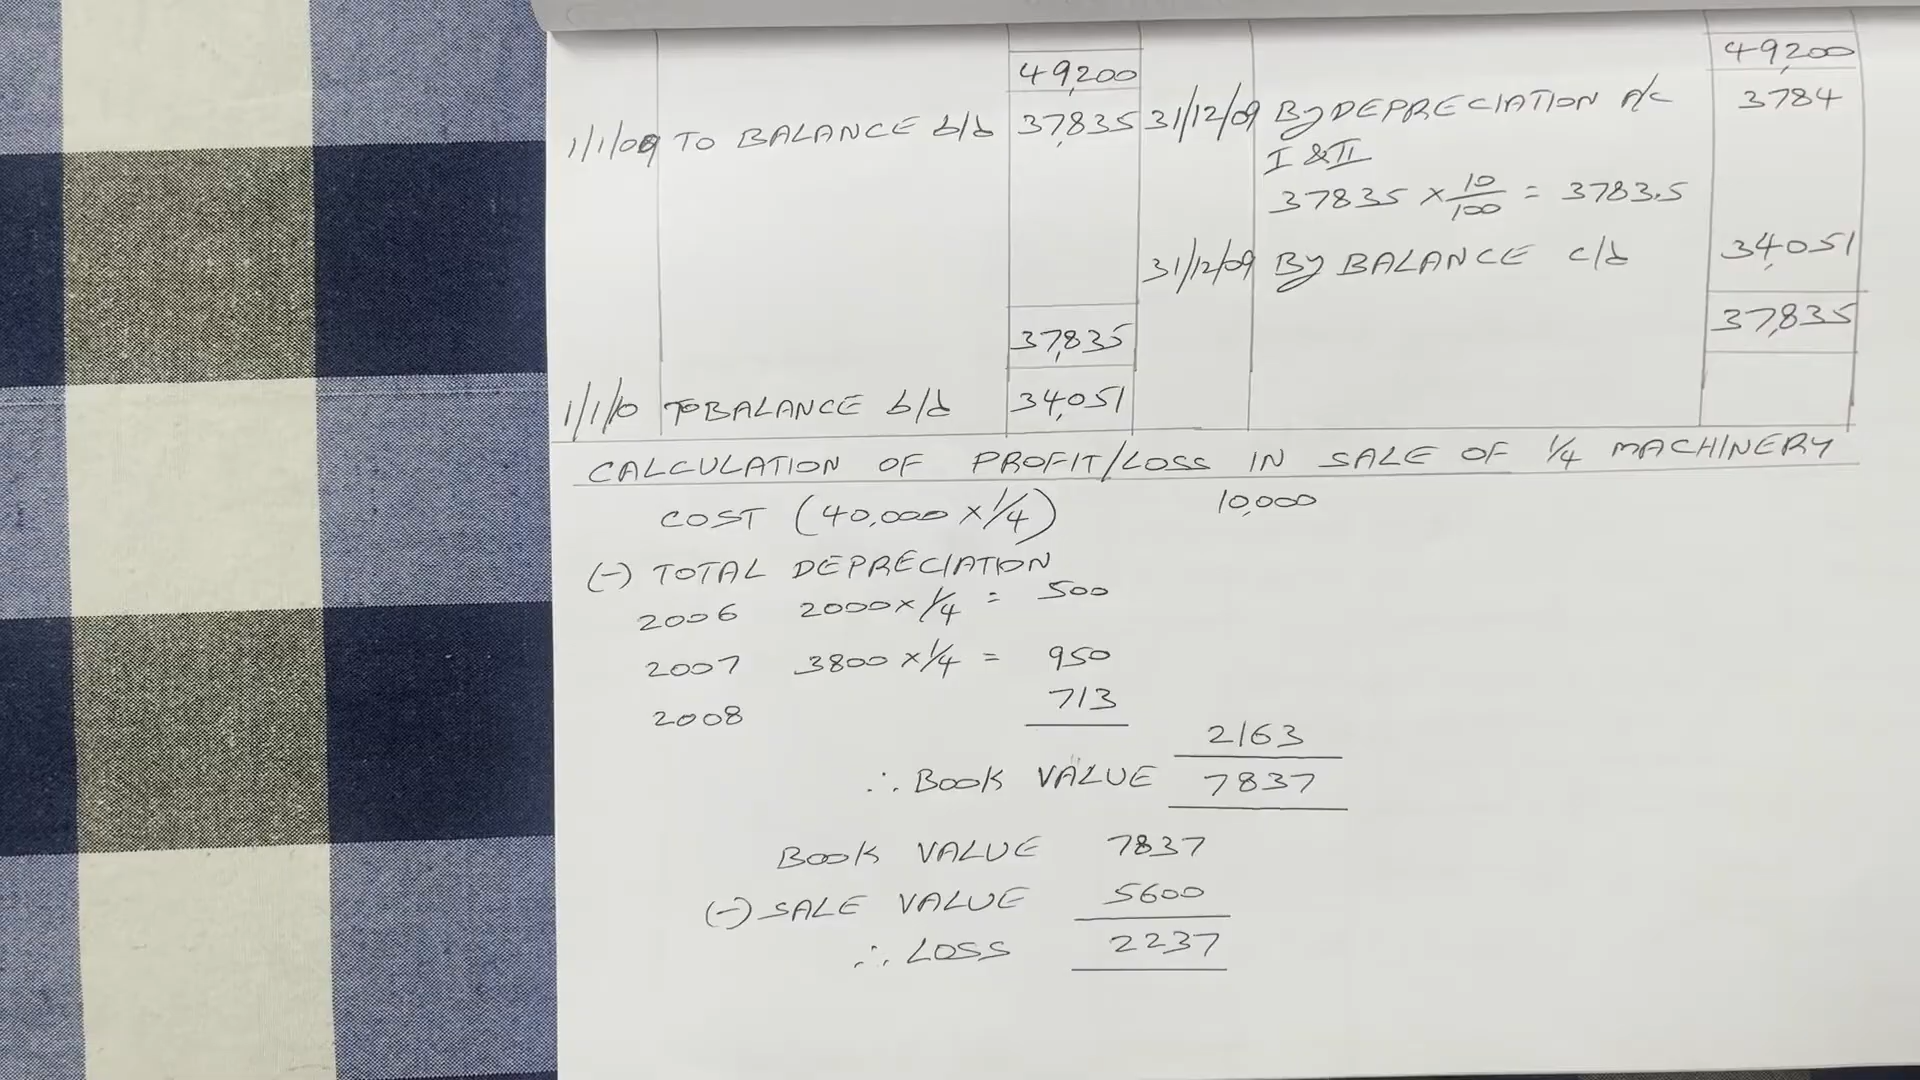 49,200 49,200
1/1/09 TO BALANCE b/d 37,835 31/12/09 By DEPRECIATION A/c 3784
I & II
37835 × 10/100 = 3783.5
31/12/09 By BALANCE c/d 34,051
37,835 37,835
1/1/10 TO BALANCE b/d 34,051
CALCULATION OF PROFIT/LOSS IN SALE OF 1/4 MACHINERY
COST (40,000 × 1/4) 10,000
(-) TOTAL DEPRECIATION
2006 2000 × 1/4 = 500
2007 3800 × 1/4 = 950
2008 713
2163
∴ BOOK VALUE 7837
BOOK VALUE 7837
(-) SALE VALUE 5600
∴ LOSS 2237